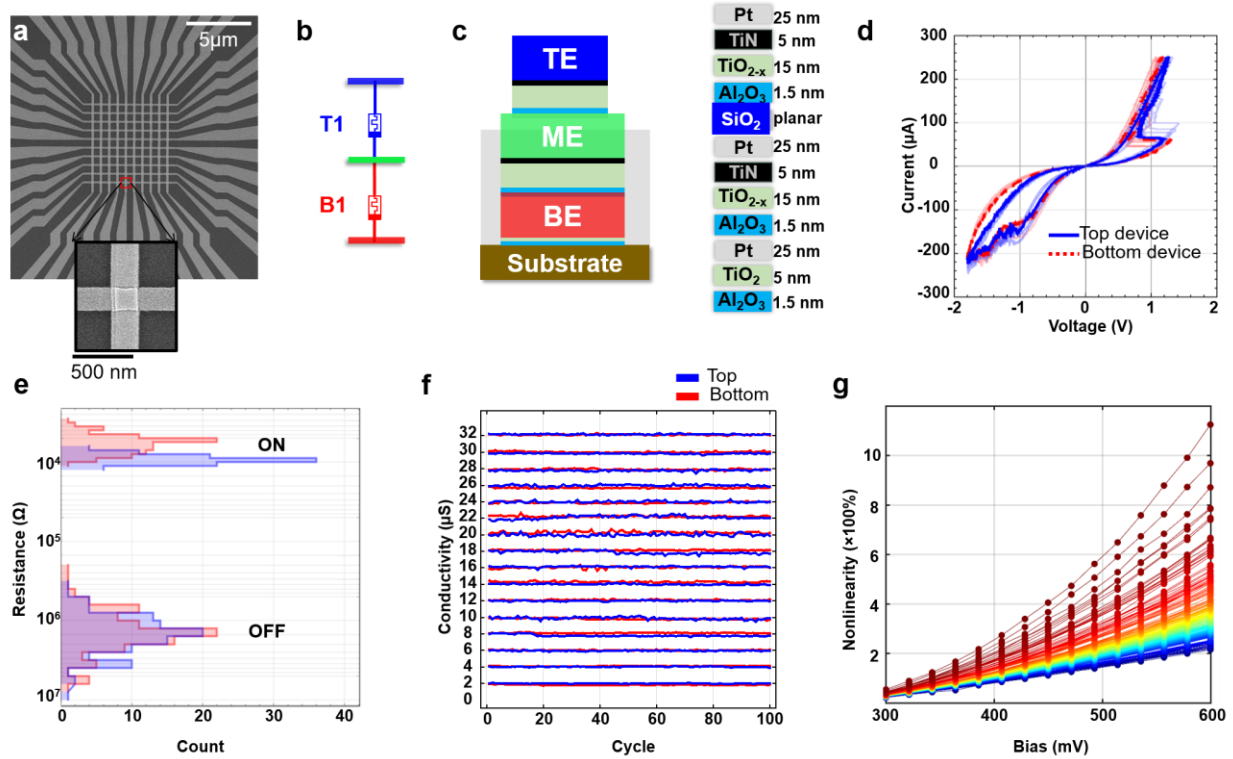 a
5μm
500 nm
b
T1
B1
c
TE
ME
BE
Substrate
Pt 25 nm
TiN 5 nm
TiO2-x 15 nm
Al2O3 1.5 nm
SiO2 planar
Pt 25 nm
TiN 5 nm
TiO2-x 15 nm
Al2O3 1.5 nm
Pt 25 nm
TiO2 5 nm
Al2O3 1.5 nm
d
300
200
100
0
-100
-200
-300
Current (μA)
Top device
Bottom device
-2 -1 0 1 2
Voltage (V)
e
ON
OFF
10⁴
10⁵
10⁶
10⁷
Resistance (Ω)
0 10 20 30 40
Count
f
Top
Bottom
32
30
28
26
24
22
20
18
16
14
12
10
8
6
4
2
0
Conductivity (μS)
0 20 40 60 80 100
Cycle
g
10
8
6
4
2
Nonlinearity (×100%)
300 400 500 600
Bias (mV)